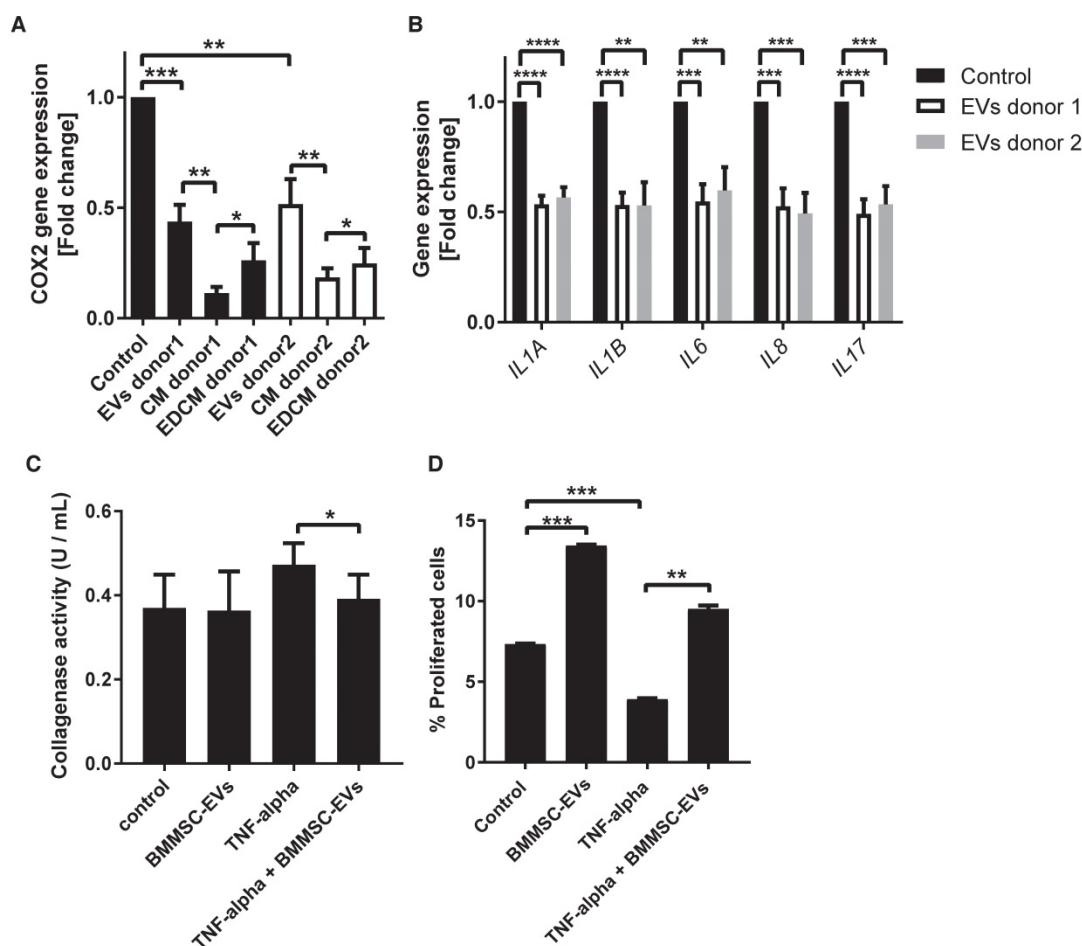 A
COX2 gene expression
[Fold change]
1.0
0.5
0.0
**
***
**
*
**
*
Control
EVs donor1
CM donor1
EDCM donor1
EVs donor2
CM donor2
EDCM donor2
B
Gene expression
[Fold change]
1.0
0.5
0.0
**** ** ** *** ***
**** **** *** *** ****
IL1A IL1B IL6 IL8 IL17
Control
EVs donor 1
EVs donor 2
C
Collagenase activity (U / mL)
0.6
0.4
0.2
0.0
*
control
BMMSC-EVs
TNF-alpha
TNF-alpha + BMMSC-EVs
D
% Proliferated cells
15
10
5
0
***
***
**
Control
BMMSC-EVs
TNF-alpha
TNF-alpha + BMMSC-EVs